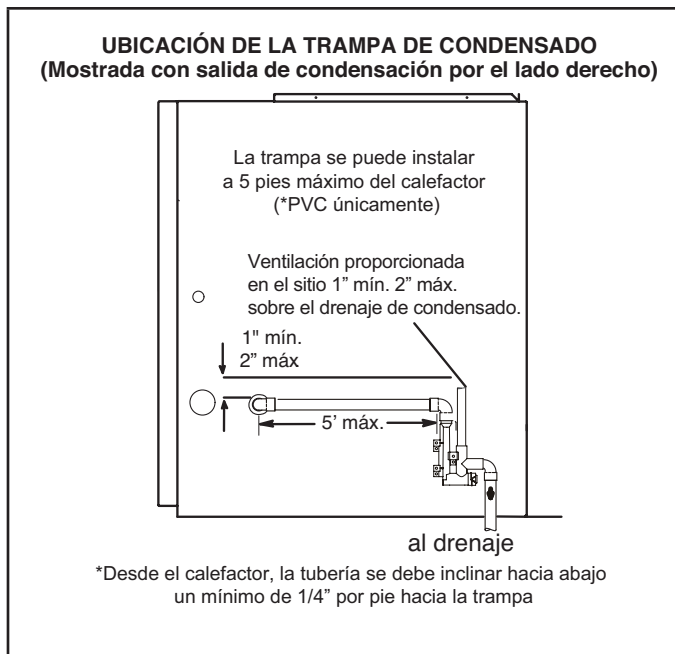 UBICACIÓN DE LA TRAMPA DE CONDENSADO
(Mostrada con salida de condensación por el lado derecho)
La trampa se puede instalar
a 5 pies máximo del calefactor
(*PVC únicamente)
Ventilación proporcionada
en el sitio 1” mín. 2” máx.
sobre el drenaje de condensado.
1" mín.
2” máx
5’ máx.
al drenaje
*Desde el calefactor, la tubería se debe inclinar hacia abajo
un mínimo de 1/4” por pie hacia la trampa